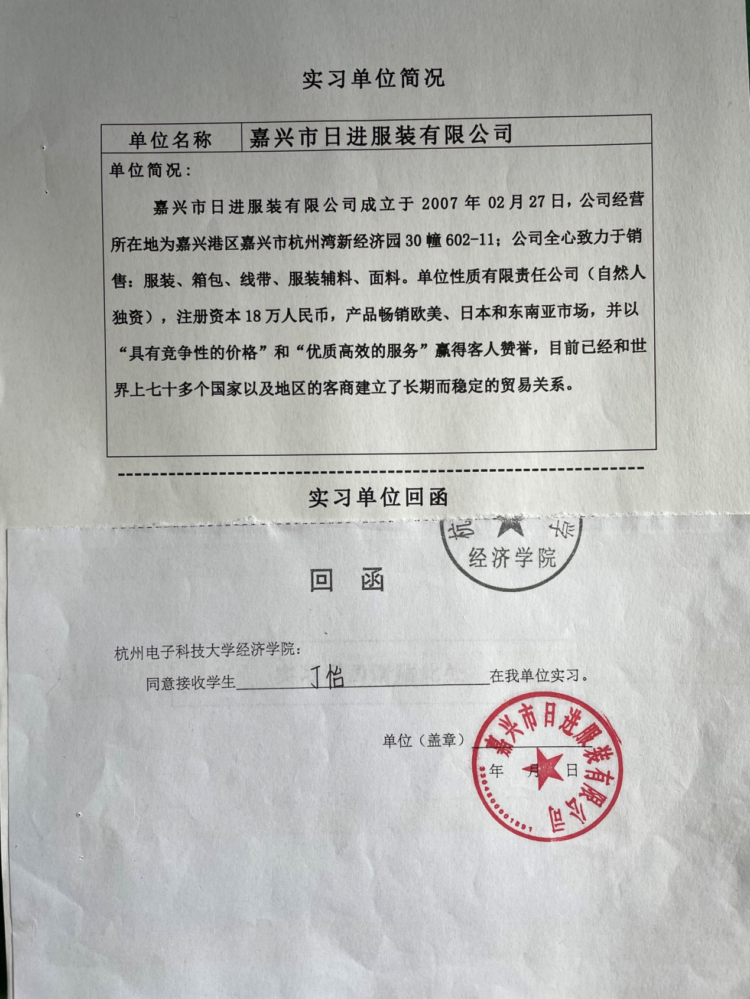 实习单位简况
单位名称 嘉兴市日进服装有限公司
单位简况：
嘉兴市日进服装有限公司成立于 2007 年 02 月 27 日，公司经营
所在地为嘉兴港区嘉兴市杭州湾新经济园 30 幢 602-11；公司全心致力于销
售：服装、箱包、线带、服装辅料、面料。单位性质有限责任公司（自然人
独资），注册资本 18 万人民币，产品畅销欧美、日本和东南亚市场，并以
“具有竞争性的价格”和“优质高效的服务”赢得客人赞誉，目前已经和世
界上七十多个国家以及地区的客商建立了长期而稳定的贸易关系。
实习单位回函
杭 学
经济学院
回 函
杭州电子科技大学经济学院：
同意接收学生 丁怡 在我单位实习。
单位（盖章）
年 月 日
嘉兴市日进服装有限公司
3304800001891